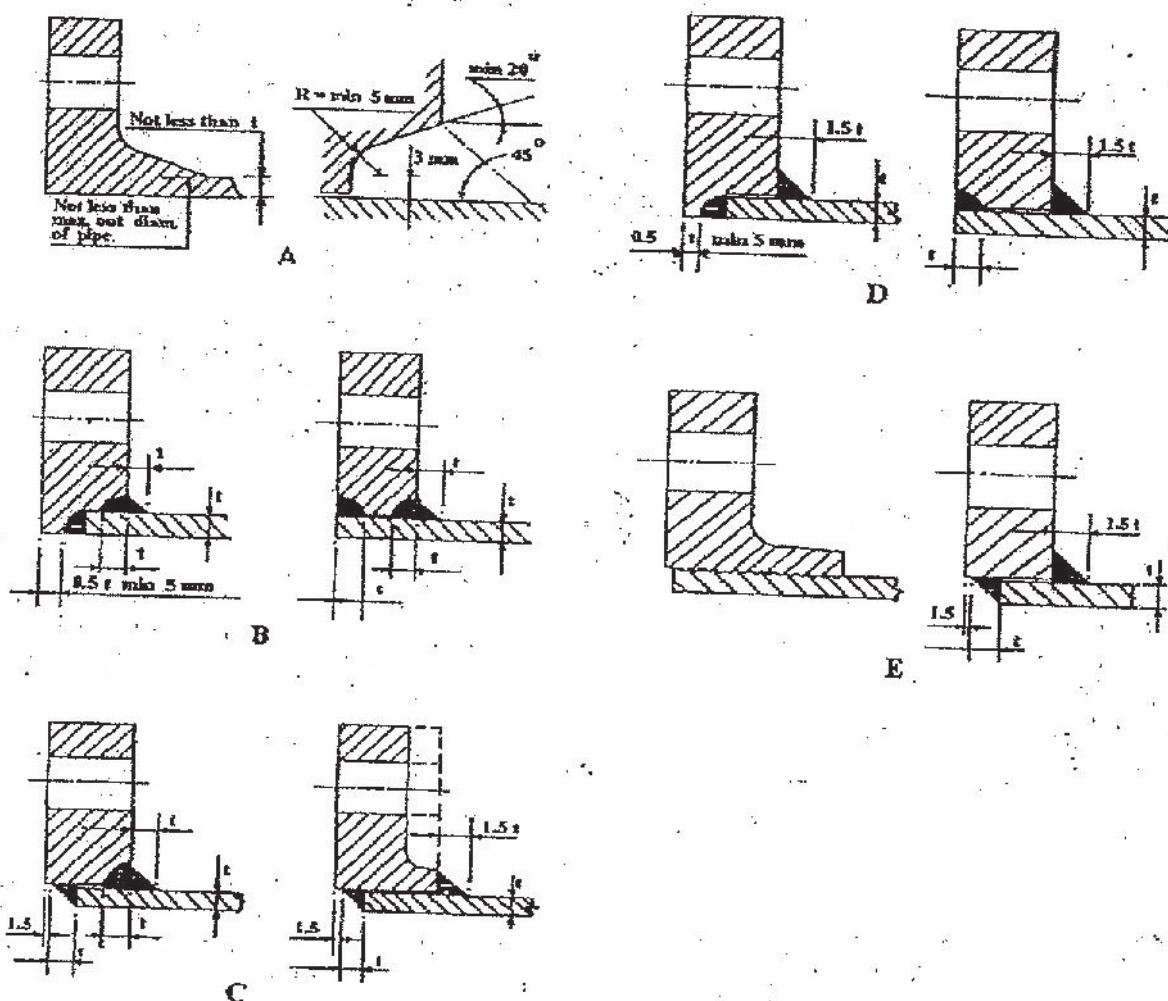 Not less than t
Not less than
max. out diam.
of pipe.
R = min 5 mm
min 20°
3 mm
45°
A
1.5 t
t
0.5 t min 5 mm
1.5 t
t
t
D
t
t
t
0.5 t min 5 mm
t
t
t
t
B
1.5 t
t
1.5
t
E
t
t
1.5
t
t
1.5 t
t
1.5
t
C